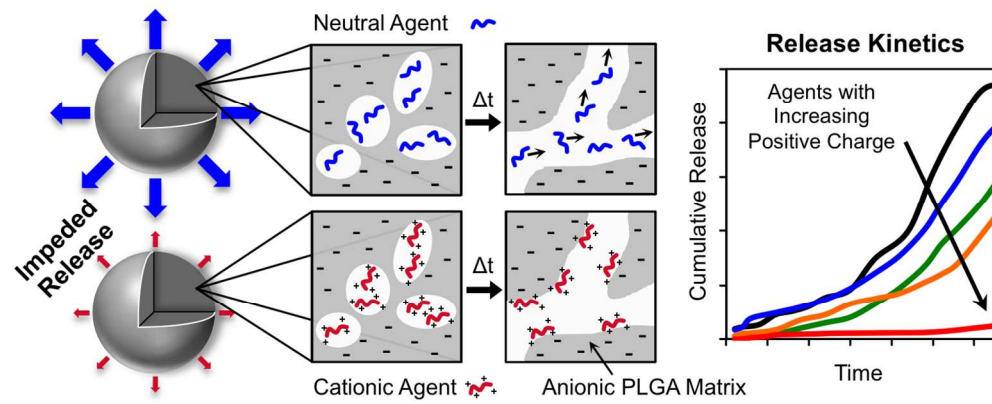 Neutral Agent
Δt
Impeded
Release
Δt
Cationic Agent
Anionic PLGA Matrix
Release Kinetics
Agents with
Increasing
Positive Charge
Cumulative Release
Time